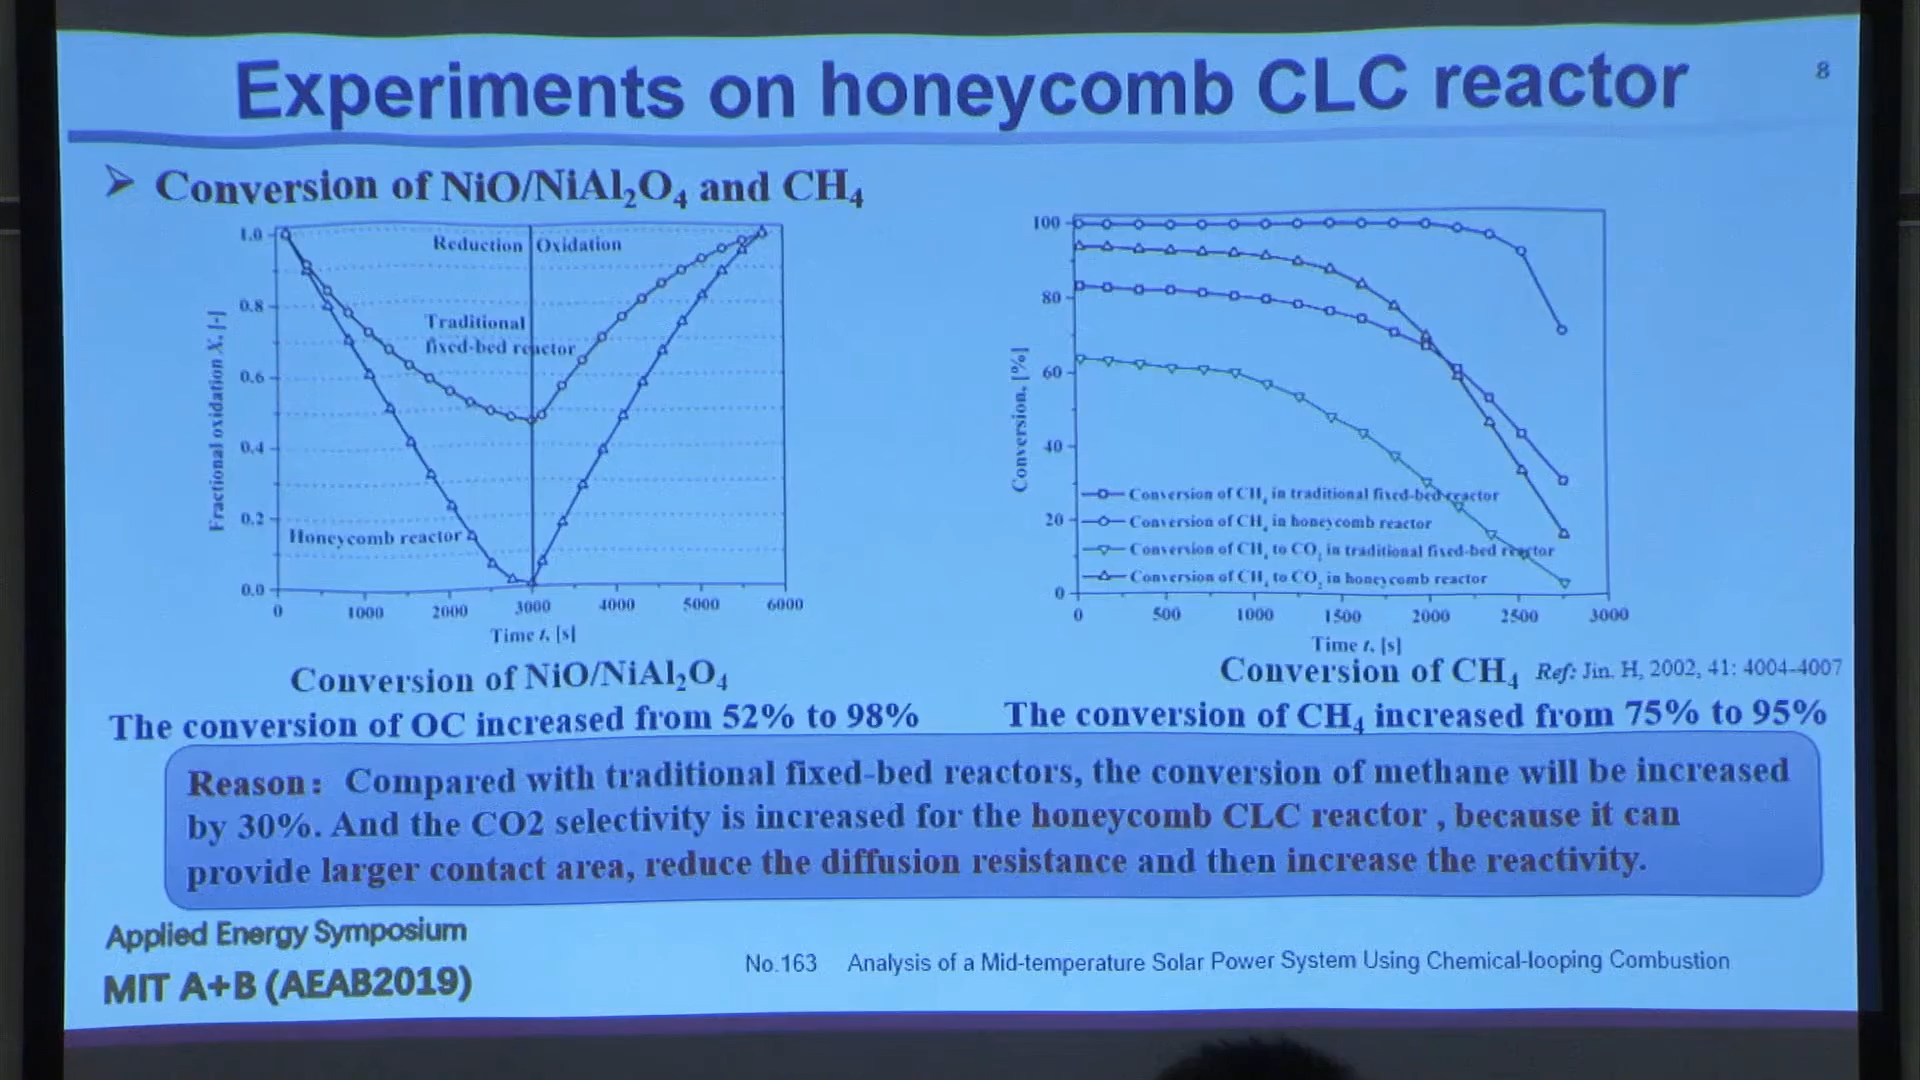 Experiments on honeycomb CLC reactor
8
Conversion of NiO/NiAl₂O₄ and CH₄
1.0
0.8
0.6
0.4
0.2
0.0
Fractional oxidation X, [-]
Reduction
Oxidation
Traditional
fixed-bed reactor
Honeycomb reactor
0 1000 2000 3000 4000 5000 6000
Time t, [s]
100
80
60
40
20
0
Conversion, [%]
Conversion of CH₄ in traditional fixed-bed reactor
Conversion of CH₄ in honeycomb reactor
Conversion of CH₄ to CO₂ in traditional fixed-bed reactor
Conversion of CH₄ to CO₂ in honeycomb reactor
0 500 1000 1500 2000 2500 3000
Time t, [s]
Conversion of NiO/NiAl₂O₄
Conversion of CH₄ Ref: Jin. H, 2002, 41: 4004-4007
The conversion of OC increased from 52% to 98%
The conversion of CH₄ increased from 75% to 95%
Reason: Compared with traditional fixed-bed reactors, the conversion of methane will be increased
by 30%. And the CO2 selectivity is increased for the honeycomb CLC reactor , because it can
provide larger contact area, reduce the diffusion resistance and then increase the reactivity.
Applied Energy Symposium
MIT A+B (AEAB2019)
No.163 Analysis of a Mid-temperature Solar Power System Using Chemical-looping Combustion